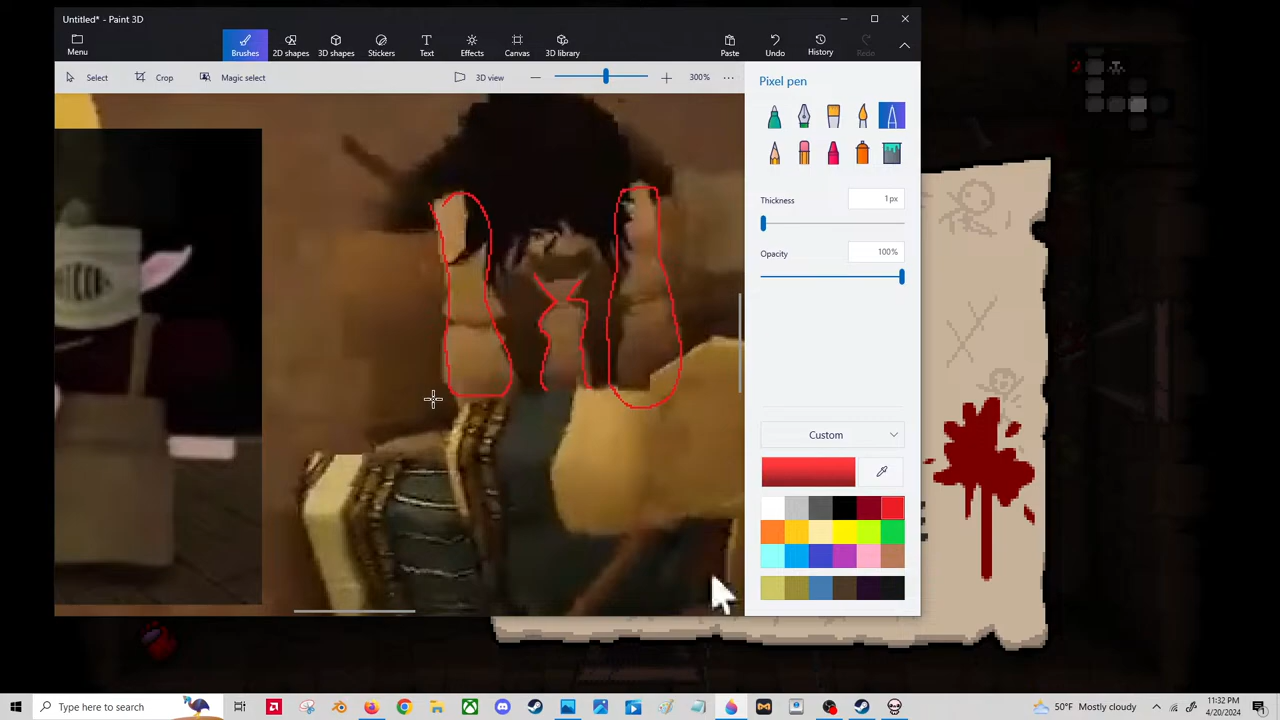 Untitled* - Paint 3D
Menu
Brushes
2D shapes
3D shapes
Stickers
Text
Effects
Canvas
3D library
Paste
Undo
History
Redo
Select
Crop
Magic select
3D view
300%
Pixel pen
Thickness
1px
Opacity
100%
Custom
Type here to search
50°F Mostly cloudy
11:32 PM
4/20/2024